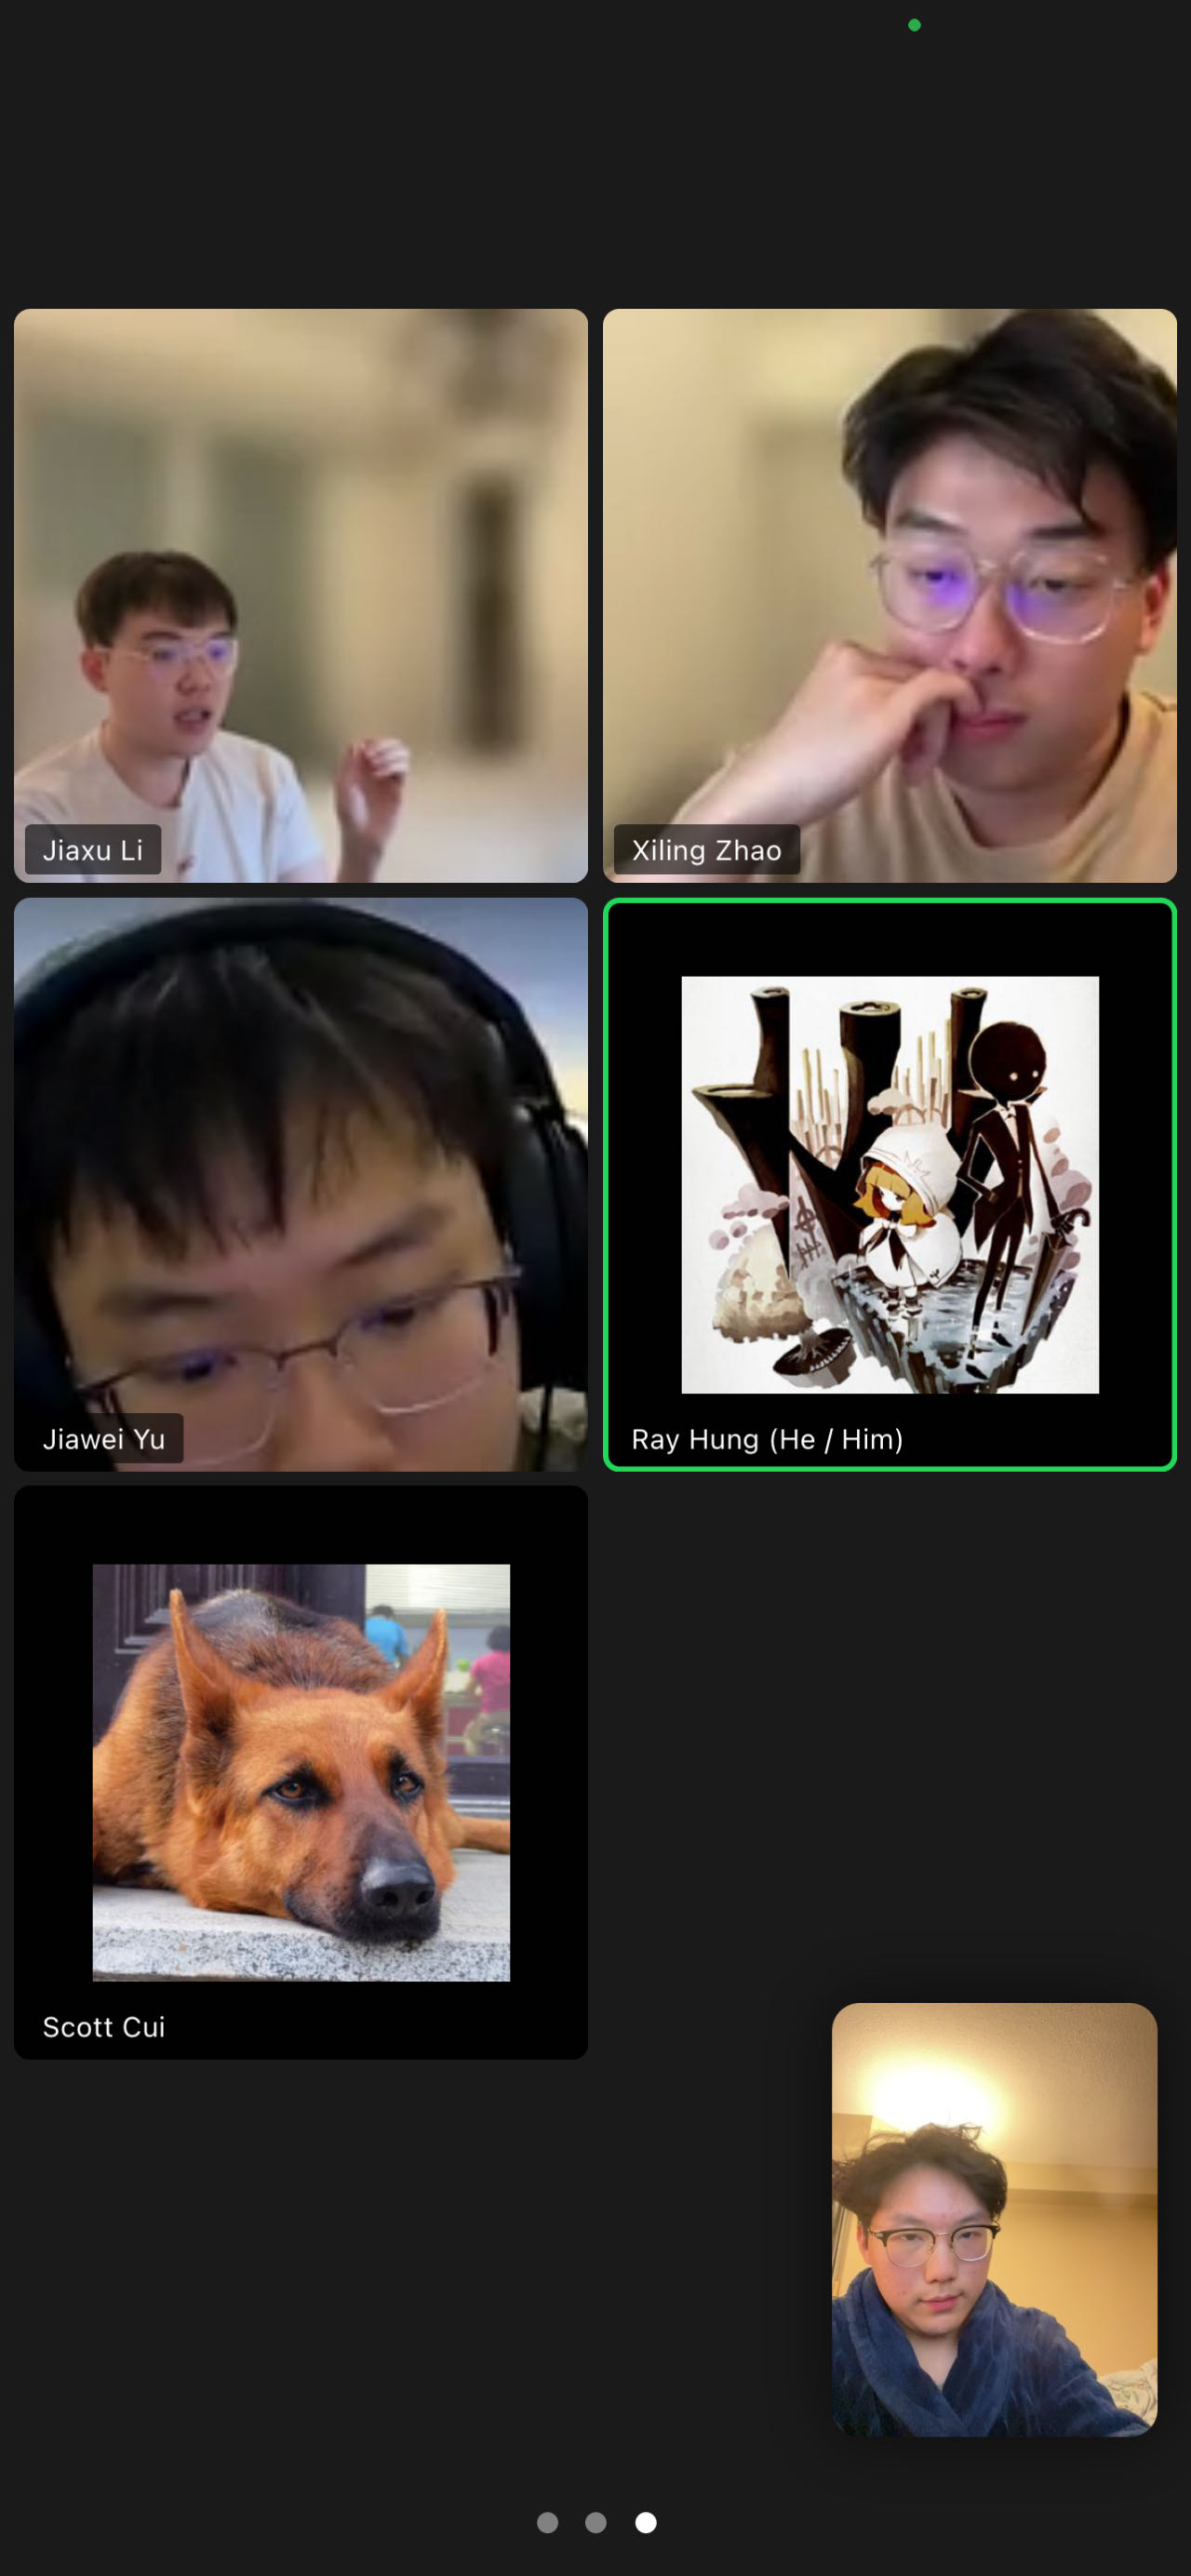 Jiaxu Li
Xiling Zhao
Jiawei Yu
Ray Hung (He / Him)
Scott Cui